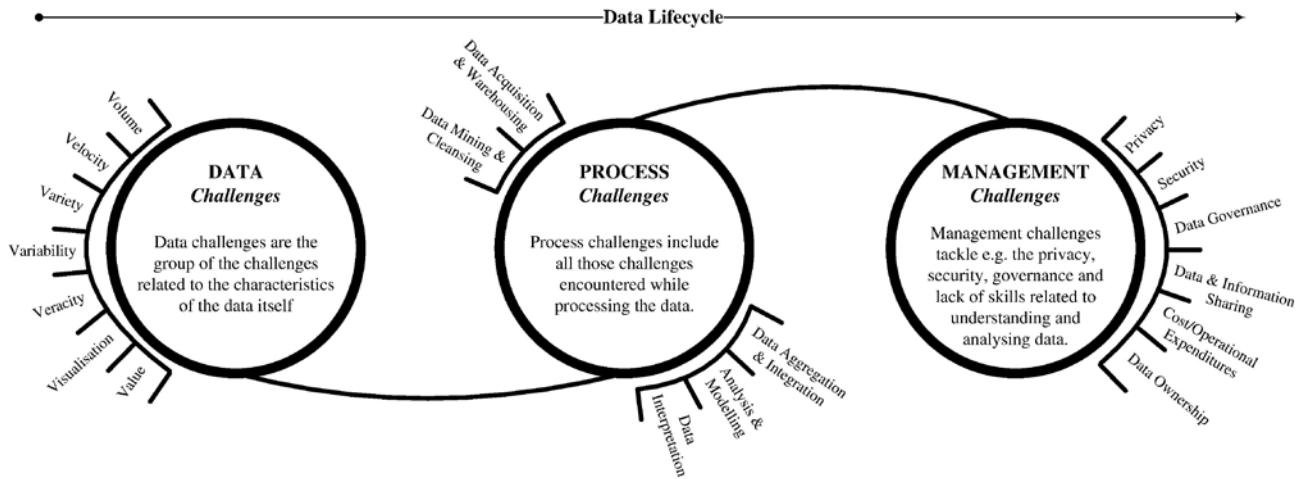 Data Lifecycle
Volume
Velocity
Variety
Variability
Veracity
Visualisation
Value
DATA
Challenges
Data challenges are the
group of the challenges
related to the characteristics
of the data itself
Data Acquisition
& Warehousing
Data Mining &
Cleansing
PROCESS
Challenges
Process challenges include
all those challenges
encountered while
processing the data.
Data Aggregation
& Integration
Analysis &
Modelling
Data
Interpretation
MANAGEMENT
Challenges
Management challenges
tackle e.g. the privacy,
security, governance and
lack of skills related to
understanding and
analysing data.
Privacy
Security
Data Governance
Data & Information
Sharing
Cost/Operational
Expenditures
Data Ownership